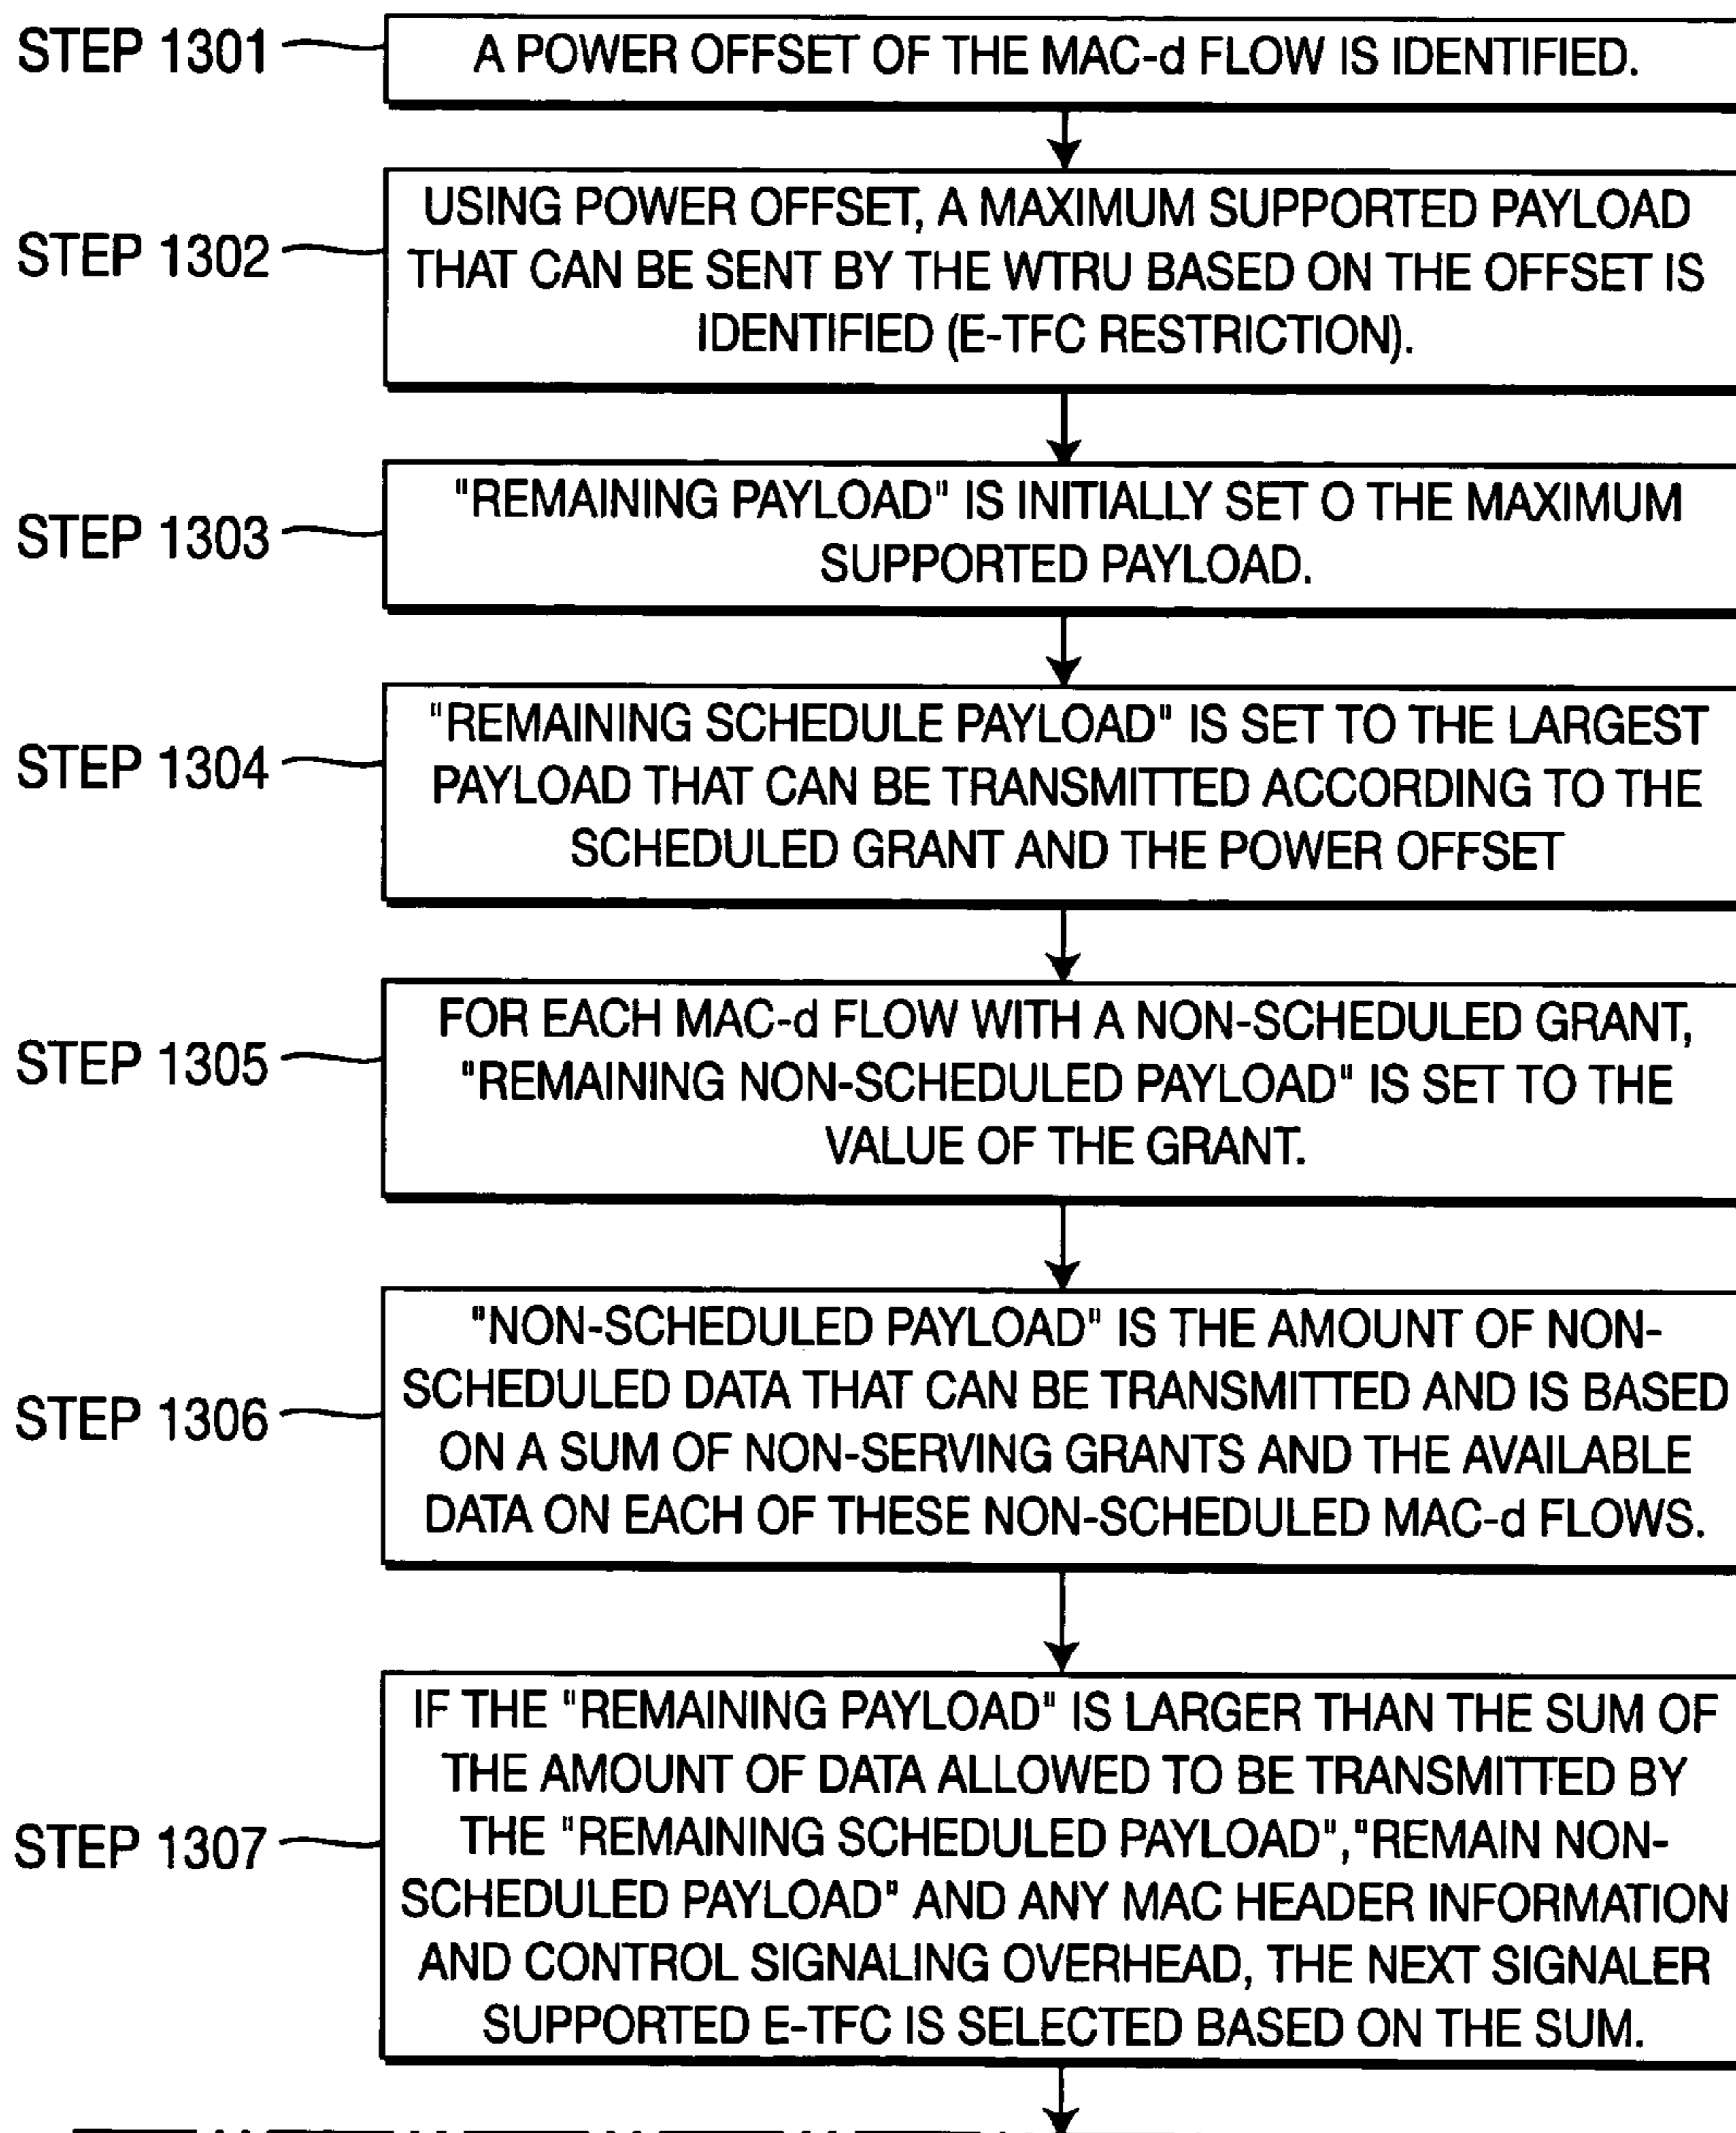 STEP 1301
A POWER OFFSET OF THE MAC-d FLOW IS IDENTIFIED.
STEP 1302
USING POWER OFFSET, A MAXIMUM SUPPORTED PAYLOAD
THAT CAN BE SENT BY THE WTRU BASED ON THE OFFSET IS
IDENTIFIED (E-TFC RESTRICTION).
STEP 1303
"REMAINING PAYLOAD" IS INITIALLY SET O THE MAXIMUM
SUPPORTED PAYLOAD.
STEP 1304
"REMAINING SCHEDULE PAYLOAD" IS SET TO THE LARGEST
PAYLOAD THAT CAN BE TRANSMITTED ACCORDING TO THE
SCHEDULED GRANT AND THE POWER OFFSET
STEP 1305
FOR EACH MAC-d FLOW WITH A NON-SCHEDULED GRANT,
"REMAINING NON-SCHEDULED PAYLOAD" IS SET TO THE
VALUE OF THE GRANT.
STEP 1306
"NON-SCHEDULED PAYLOAD" IS THE AMOUNT OF NON-
SCHEDULED DATA THAT CAN BE TRANSMITTED AND IS BASED
ON A SUM OF NON-SERVING GRANTS AND THE AVAILABLE
DATA ON EACH OF THESE NON-SCHEDULED MAC-d FLOWS.
STEP 1307
IF THE "REMAINING PAYLOAD" IS LARGER THAN THE SUM OF
THE AMOUNT OF DATA ALLOWED TO BE TRANSMITTED BY
THE "REMAINING SCHEDULED PAYLOAD","REMAIN NON-
SCHEDULED PAYLOAD" AND ANY MAC HEADER INFORMATION
AND CONTROL SIGNALING OVERHEAD, THE NEXT SIGNALER
SUPPORTED E-TFC IS SELECTED BASED ON THE SUM.